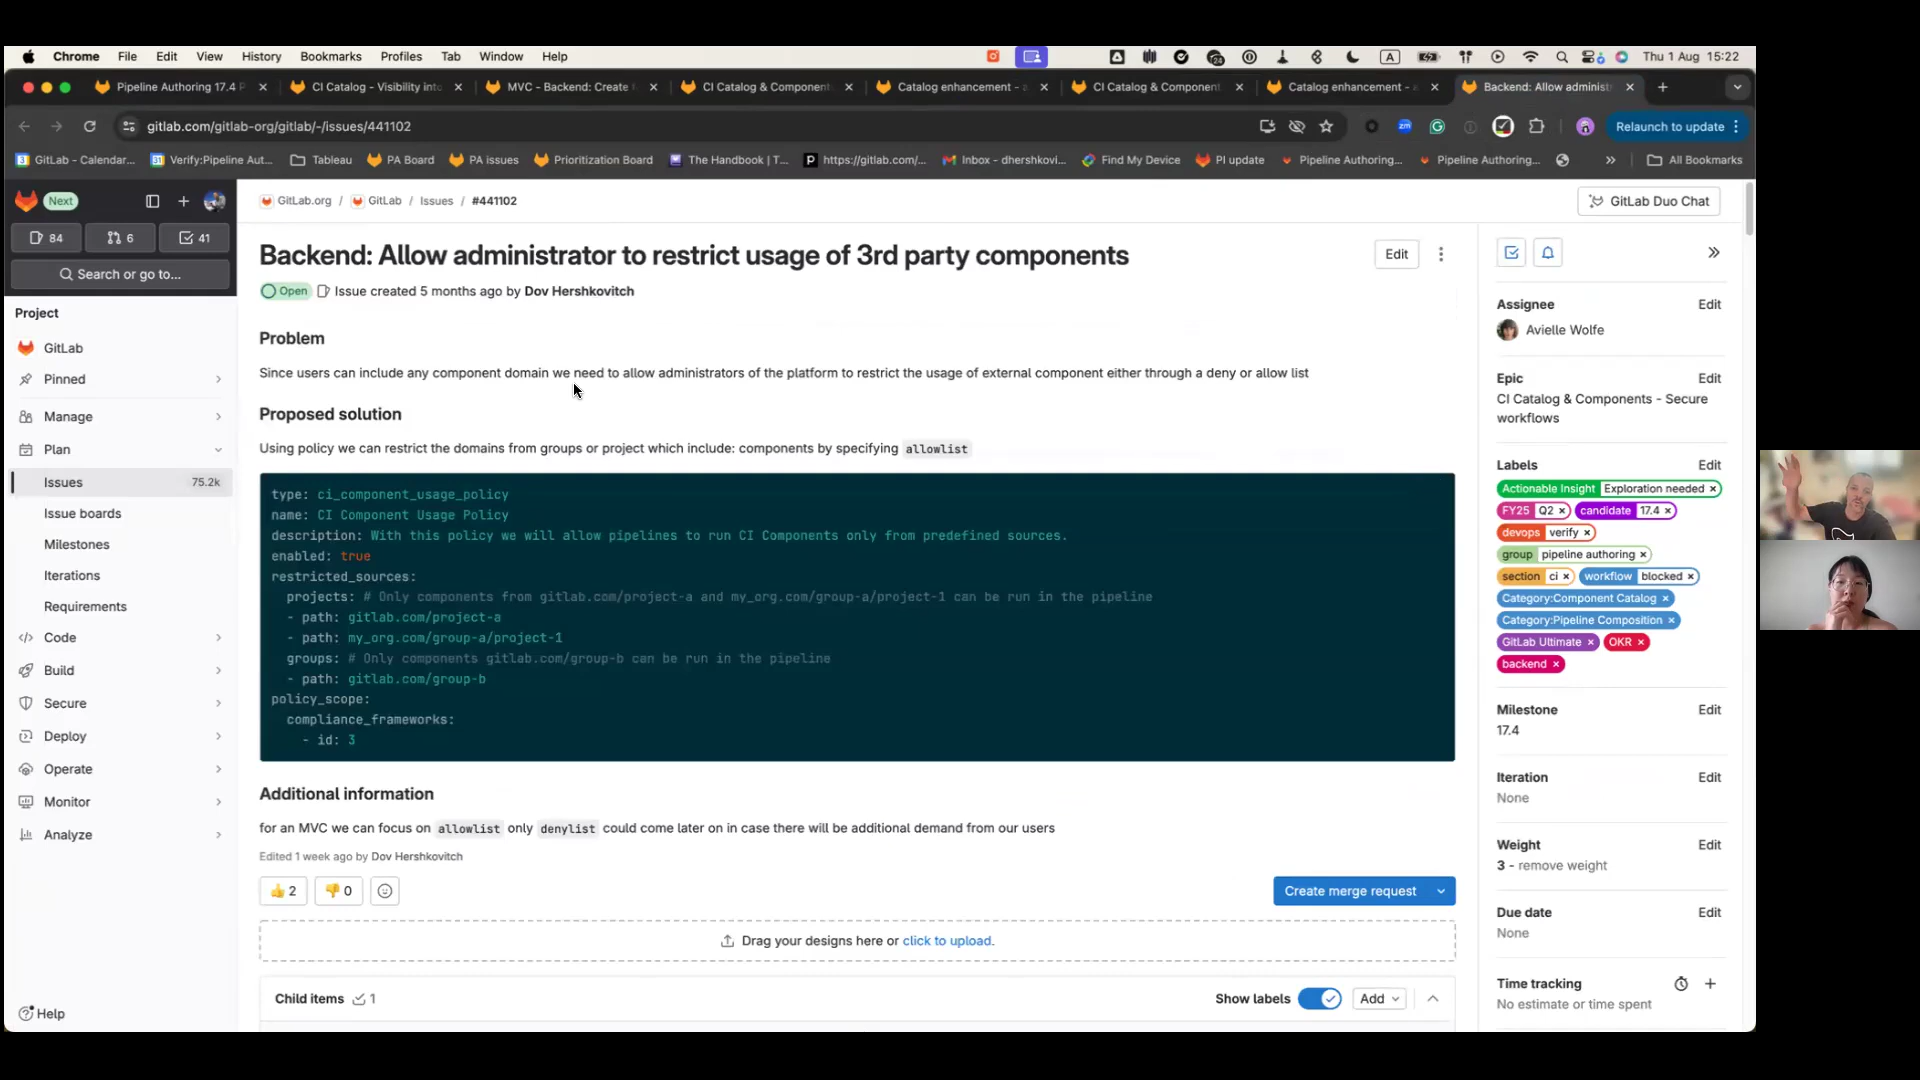 Chrome File Edit View History Bookmarks Profiles Tab Window Help Thu 1 Aug 15:22
Pipeline Authoring 17.4 P CI Catalog - Visibility into MVC - Backend: Create CI Catalog & Component Catalog enhancement - CI Catalog & Component Catalog enhancement - Backend: Allow administ
gitlab.com/gitlab-org/gitlab/-/issues/441102 Relaunch to update
GitLab - Calendar... Verify:Pipeline Aut... Tableau PA Board PA issues Prioritization Board The Handbook | T... https://gitlab.com/... Inbox - dhershkovi... Find My Device PI update Pipeline Authoring... Pipeline Authoring... All Bookmarks
Next
84 6 41
Search or go to...
Project
GitLab
Pinned
Manage
Plan
Issues 75.2k
Issue boards
Milestones
Iterations
Requirements
Code
Build
Secure
Deploy
Operate
Monitor
Analyze
Help
GitLab.org / GitLab / Issues / #441102
GitLab Duo Chat
Backend: Allow administrator to restrict usage of 3rd party components
Edit
Open Issue created 5 months ago by Dov Hershkovitch
Problem
Since users can include any component domain we need to allow administrators of the platform to restrict the usage of external component either through a deny or allow list
Proposed solution
Using policy we can restrict the domains from groups or project which include: components by specifying allowlist
type: ci_component_usage_policy
name: CI Component Usage Policy
description: With this policy we will allow pipelines to run CI Components only from predefined sources.
enabled: true
restricted_sources:
projects: # Only components from gitlab.com/project-a and my_org.com/group-a/project-1 can be run in the pipeline
- path: gitlab.com/project-a
- path: my_org.com/group-a/project-1
groups: # Only components gitlab.com/group-b can be run in the pipeline
- path: gitlab.com/group-b
policy_scope:
compliance_frameworks:
- id: 3
Additional information
for an MVC we can focus on allowlist only denylist could come later on in case there will be additional demand from our users
Edited 1 week ago by Dov Hershkovitch
2 0
Create merge request
Drag your designs here or click to upload.
Child items 1
Show labels Add
Assignee Edit
Avielle Wolfe
Epic Edit
CI Catalog & Components - Secure
workflows
Labels Edit
Actionable Insight Exploration needed ×
FY25 Q2 × candidate 17.4 ×
devops verify ×
group pipeline authoring ×
section ci × workflow blocked ×
Category:Component Catalog ×
Category:Pipeline Composition ×
GitLab Ultimate × OKR ×
backend ×
Milestone Edit
17.4
Iteration Edit
None
Weight Edit
3 - remove weight
Due date Edit
None
Time tracking
No estimate or time spent